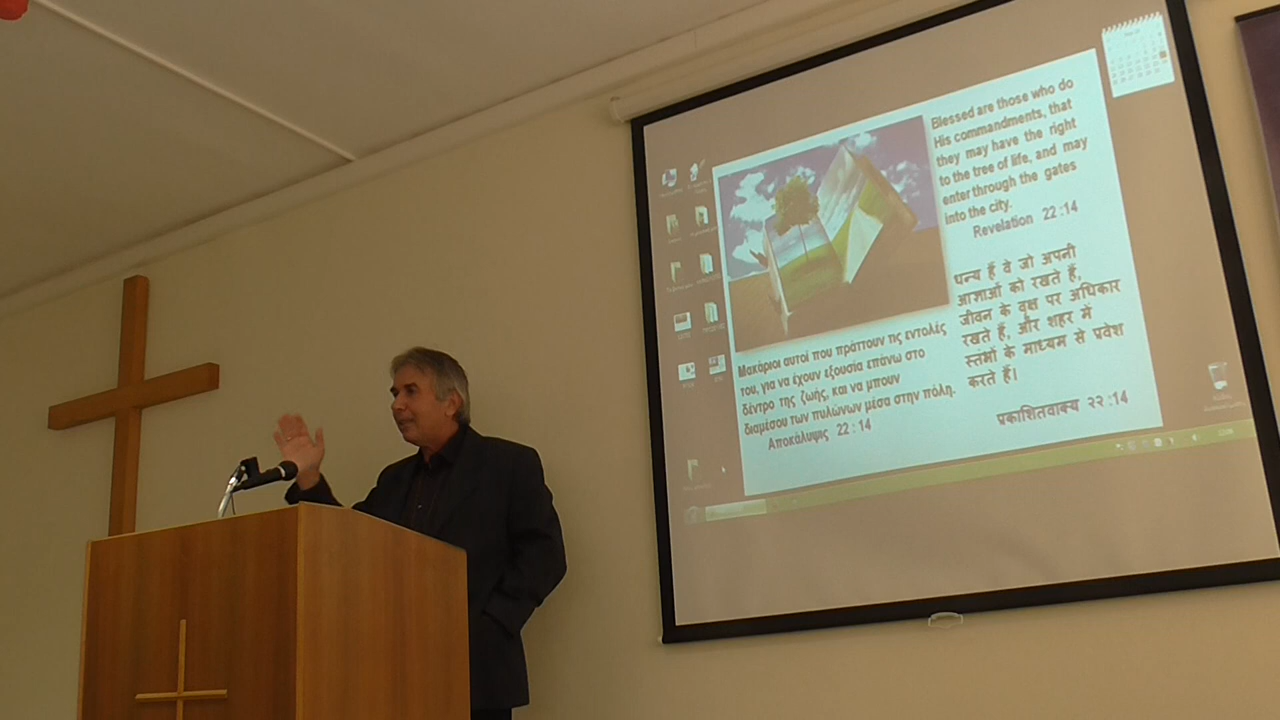 Blessed are those who do
His commandments, that
they may have the right
to the tree of life, and may
enter through the gates
into the city.
Revelation 22 :14
धन्य हैं वे जो अपनी
आज्ञाओं को रखते हैं,
जीवन के वृक्ष पर अधिकार
रखते हैं, और शहर में
स्तंभों के माध्यम से प्रवेश
करते हैं।
प्रकाशितवाक्य २२ :१४
Μακάριοι αυτοί που πράττουν τις εντολές
του, για να έχουν εξουσία επάνω στο
δέντρο της ζωής, και να μπουν
διαμέσου των πυλώνων μέσα στην πόλη.
Αποκάλυψις 22 : 14